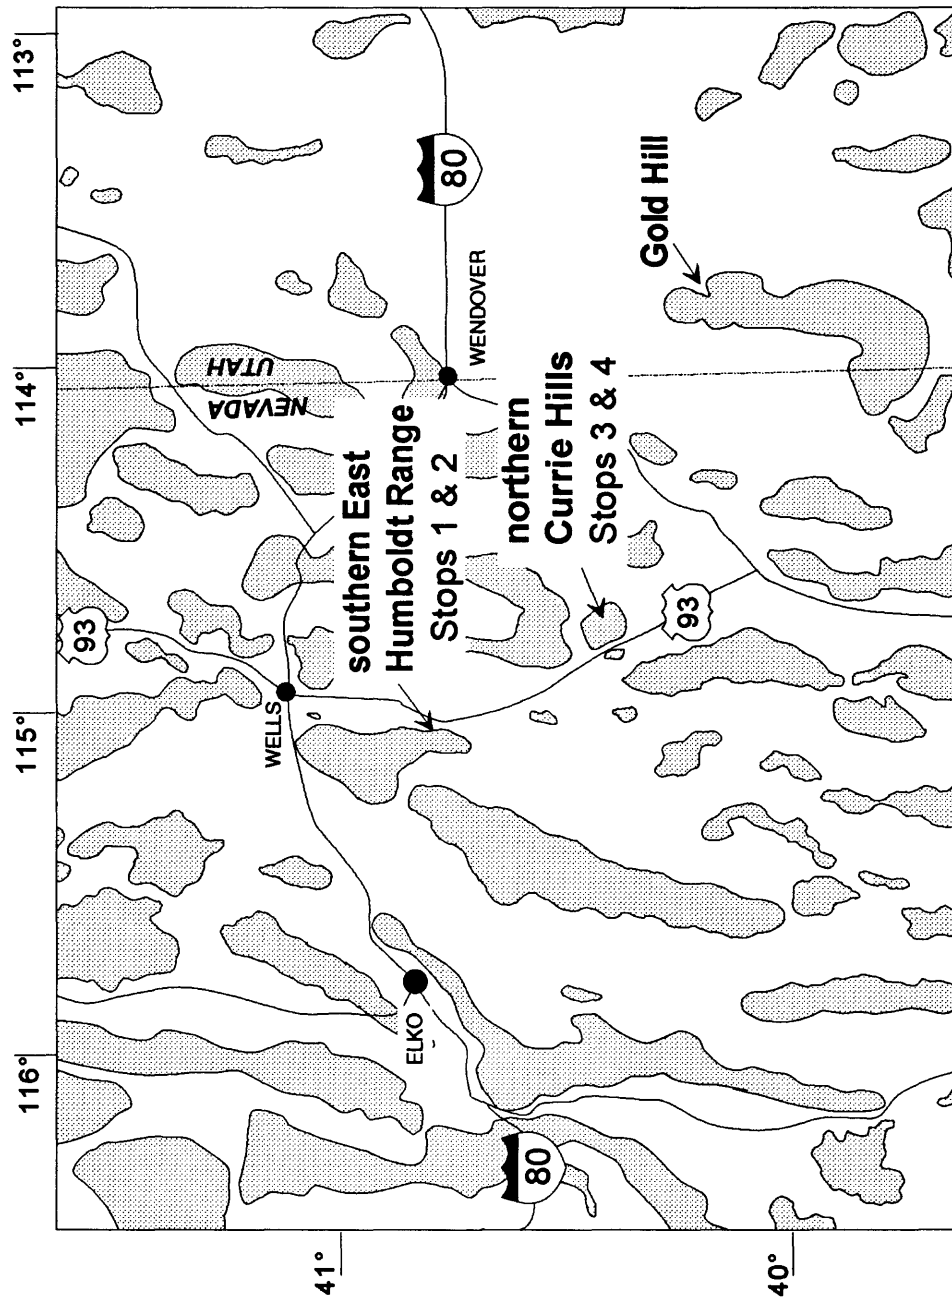 116°
115°
114°
113°
41°
40°
93
WELLS
ELKO
80
NEVADA
UTAH
80
WENDOVER
southern East
Humboldt Range
Stops 1 & 2
northern
Currie Hills
Stops 3 & 4
93
Gold Hill